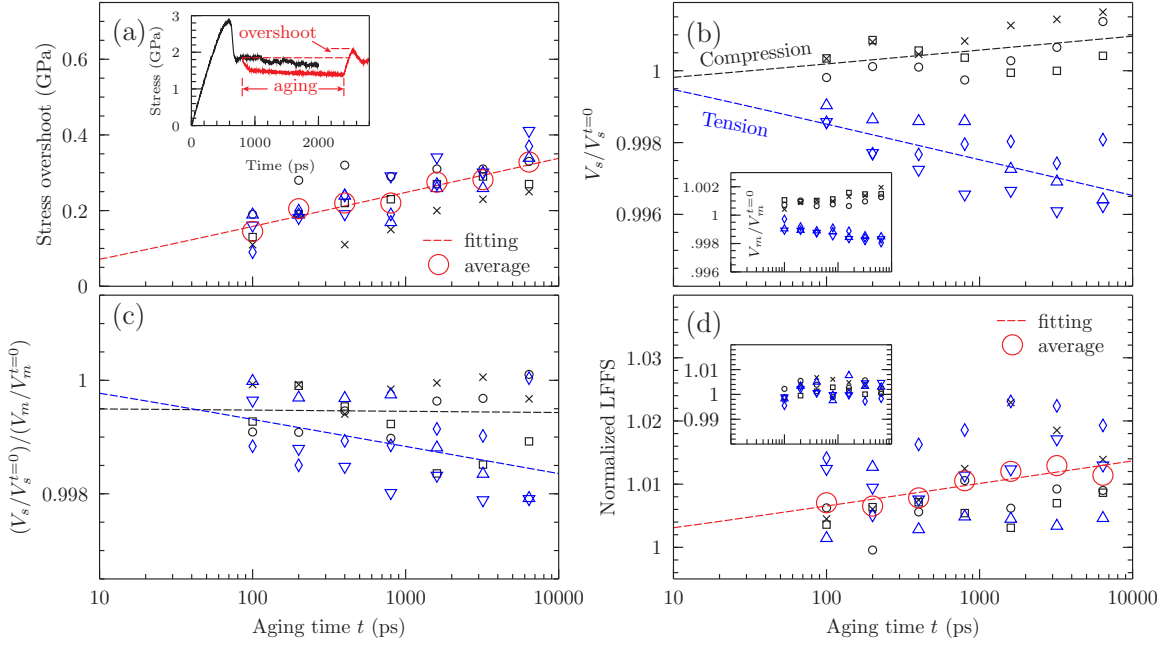 (a)
Stress overshoot (GPa)
0.6
0.4
0.2
0
Stress (GPa)
3
2
1
0
0
1000
2000
Time (ps)
overshoot
aging
fitting
average
(b)
V_s/V_s^{t=0}
1
0.998
0.996
Compression
Tension
V_m/V_m^{t=0}
1.002
1
.998
.996
(c)
(V_s/V_s^{t=0})/(V_m/V_m^{t=0})
1
0.998
10
100
1000
10000
Aging time t (ps)
(d)
Normalized LFFS
1.03
1.02
1.01
1
1.01
1
0.99
fitting
average
10
100
1000
10000
Aging time t (ps)